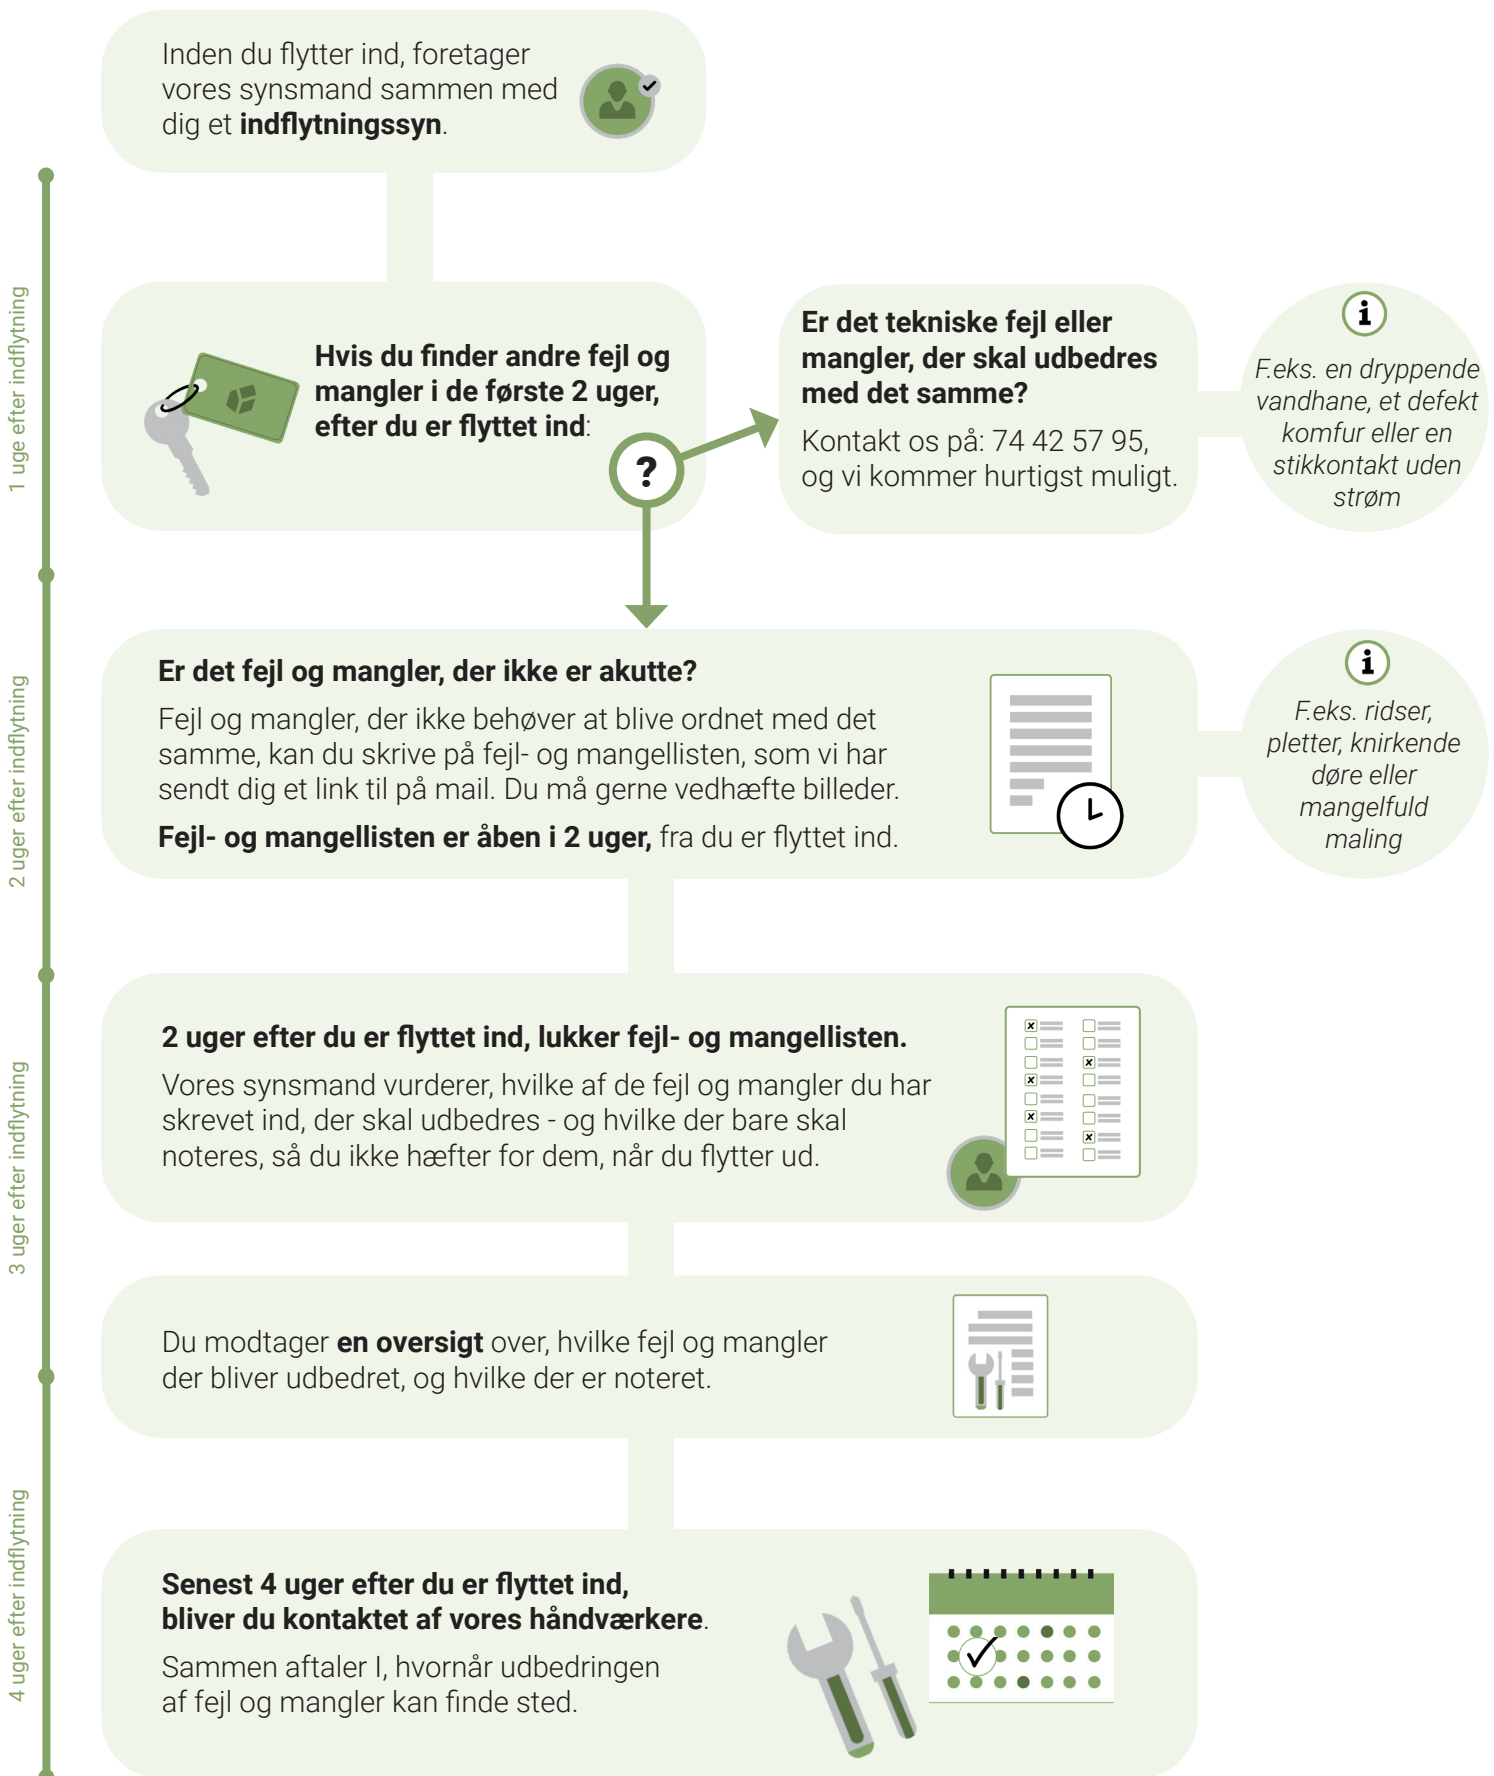 Inden du flytter ind, foretager
vores synsmand sammen med
dig et indflytningssyn.
1 uge efter indflytning
Hvis du finder andre fejl og
mangler i de første 2 uger,
efter du er flyttet ind:
?
Er det tekniske fejl eller
mangler, der skal udbedres
med det samme?
Kontakt os på: 74 42 57 95,
og vi kommer hurtigst muligt.
i
F.eks. en dryppende
vandhane, et defekt
komfur eller en
stikkontakt uden
strøm
2 uger efter indflytning
Er det fejl og mangler, der ikke er akutte?
Fejl og mangler, der ikke behøver at blive ordnet med det
samme, kan du skrive på fejl- og mangellisten, som vi har
sendt dig et link til på mail. Du må gerne vedhæfte billeder.
Fejl- og mangellisten er åben i 2 uger, fra du er flyttet ind.
i
F.eks. ridser,
pletter, knirkende
døre eller
mangelfuld
maling
3 uger efter indflytning
2 uger efter du er flyttet ind, lukker fejl- og mangellisten.
Vores synsmand vurderer, hvilke af de fejl og mangler du har
skrevet ind, der skal udbedres - og hvilke der bare skal
noteres, så du ikke hæfter for dem, når du flytter ud.
Du modtager en oversigt over, hvilke fejl og mangler
der bliver udbedret, og hvilke der er noteret.
4 uger efter indflytning
Senest 4 uger efter du er flyttet ind,
bliver du kontaktet af vores håndværkere.
Sammen aftaler I, hvornår udbedringen
af fejl og mangler kan finde sted.